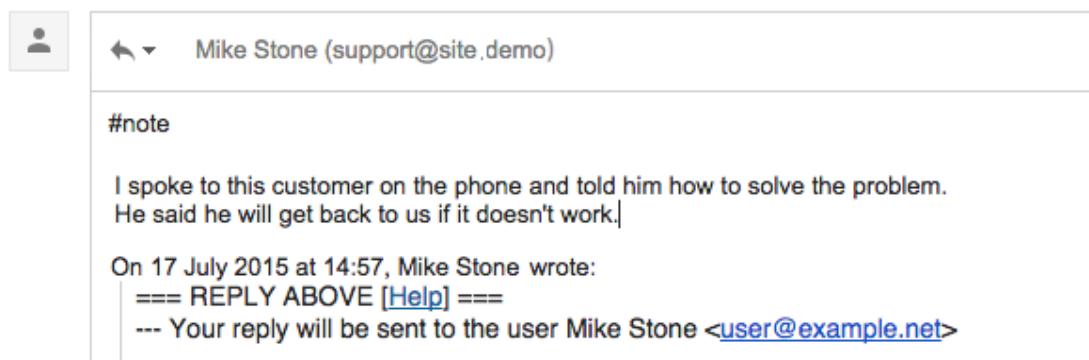 Mike Stone (support@site.demo)
#note
I spoke to this customer on the phone and told him how to solve the problem.
He said he will get back to us if it doesn't work.
On 17 July 2015 at 14:57, Mike Stone wrote:
=== REPLY ABOVE [Help] ===
--- Your reply will be sent to the user Mike Stone <user@example.net>